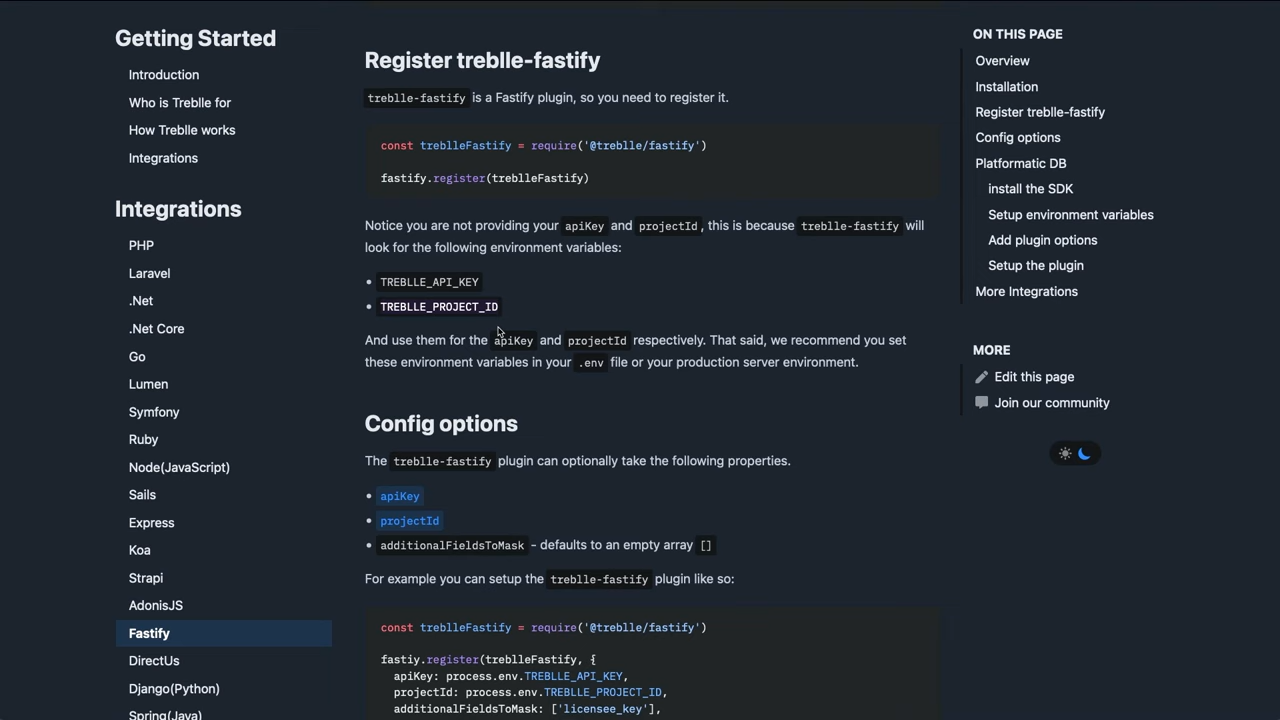 Getting Started
Introduction
Who is Treblle for
How Treblle works
Integrations
Integrations
PHP
Laravel
.Net
.Net Core
Go
Lumen
Symfony
Ruby
Node(JavaScript)
Sails
Express
Koa
Strapi
AdonisJS
Fastify
DirectUs
Django(Python)
Spring(Java)
Register treblle-fastify
treblle-fastify is a Fastify plugin, so you need to register it.
const treblleFastify = require('@treblle/fastify')
fastify.register(treblleFastify)
Notice you are not providing your apiKey and projectId, this is because treblle-fastify will
look for the following environment variables:
• TREBLLE_API_KEY
• TREBLLE_PROJECT_ID
And use them for the apiKey and projectId respectively. That said, we recommend you set
these environment variables in your .env file or your production server environment.
Config options
The treblle-fastify plugin can optionally take the following properties.
• apiKey
• projectId
• additionalFieldsToMask - defaults to an empty array []
For example you can setup the treblle-fastify plugin like so:
const treblleFastify = require('@treblle/fastify')
fastiy.register(treblleFastify, {
apiKey: process.env.TREBLLE_API_KEY,
projectId: process.env.TREBLLE_PROJECT_ID,
additionalFieldsToMask: ['licensee_key'],
ON THIS PAGE
Overview
Installation
Register treblle-fastify
Config options
Platformatic DB
install the SDK
Setup environment variables
Add plugin options
Setup the plugin
More Integrations
MORE
Edit this page
Join our community